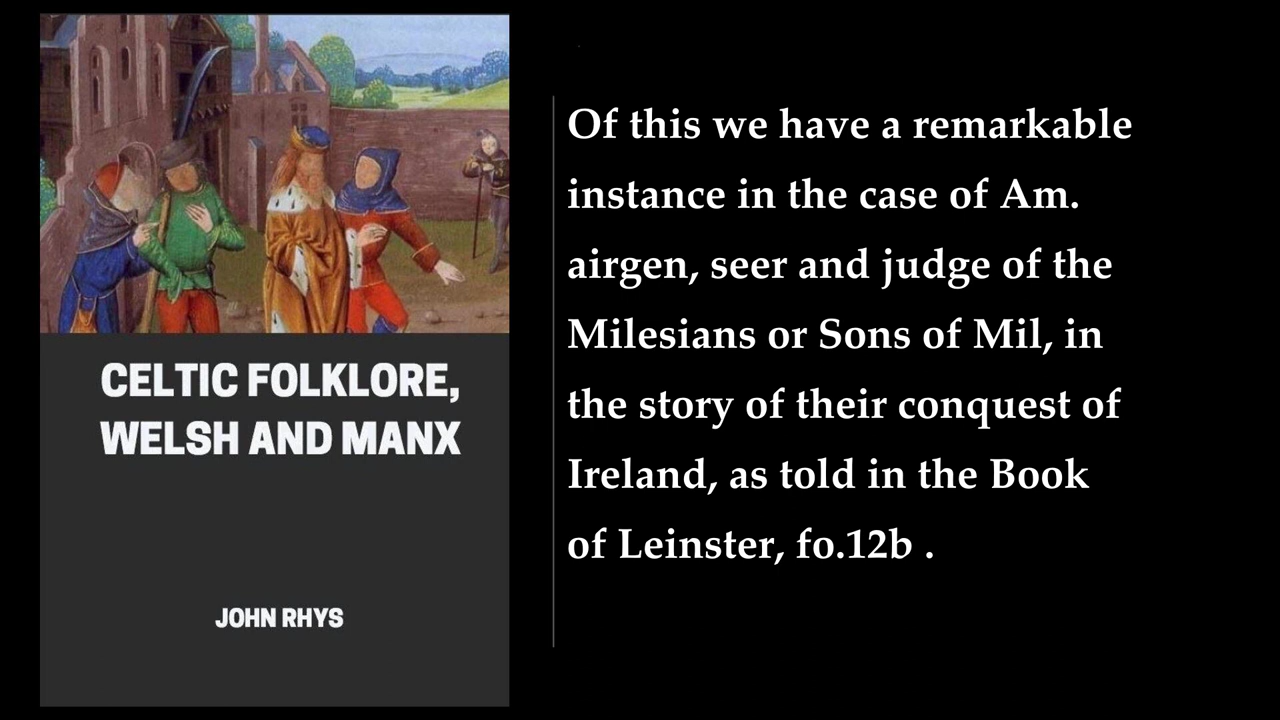 CELTIC FOLKLORE,
WELSH AND MANX
JOHN RHYS
Of this we have a remarkable
instance in the case of Am.
airgen, seer and judge of the
Milesians or Sons of Mil, in
the story of their conquest of
Ireland, as told in the Book
of Leinster, fo.12b .